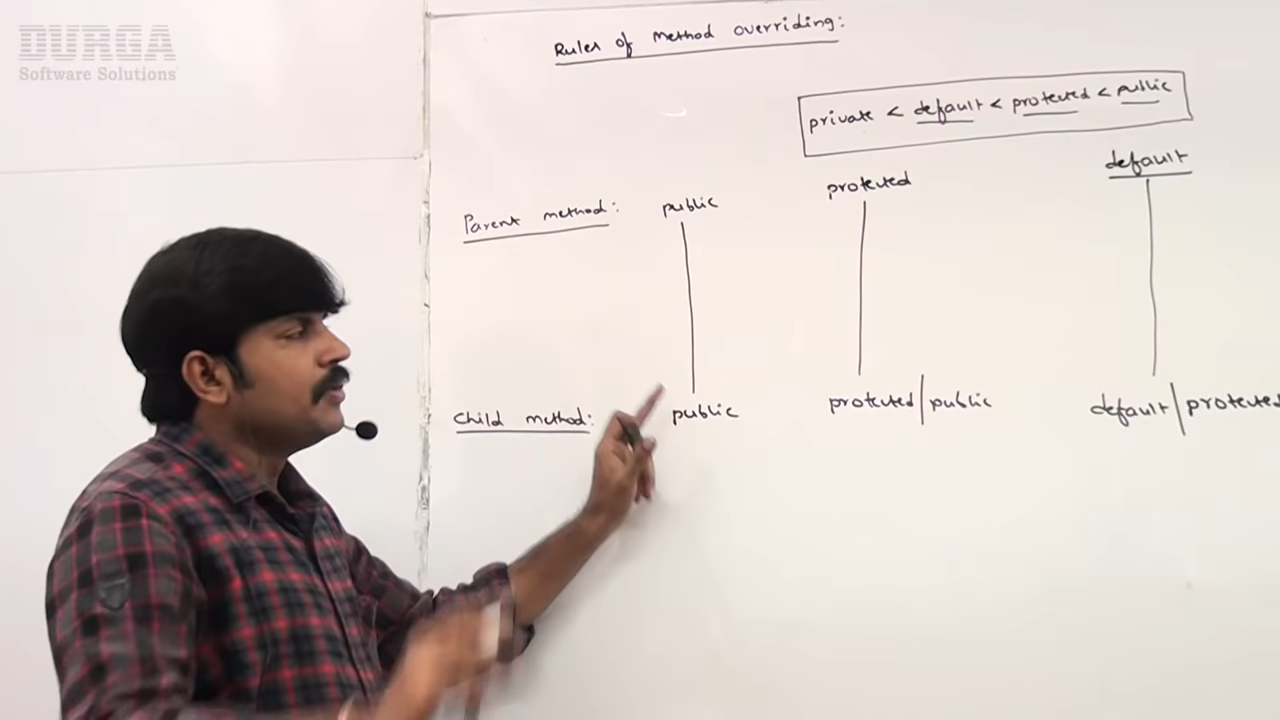 DURGA
Software Solutions
Rules of method overriding:
private < default < protected < public
Parent method: public protected default
Child method: public protected/public default/protected